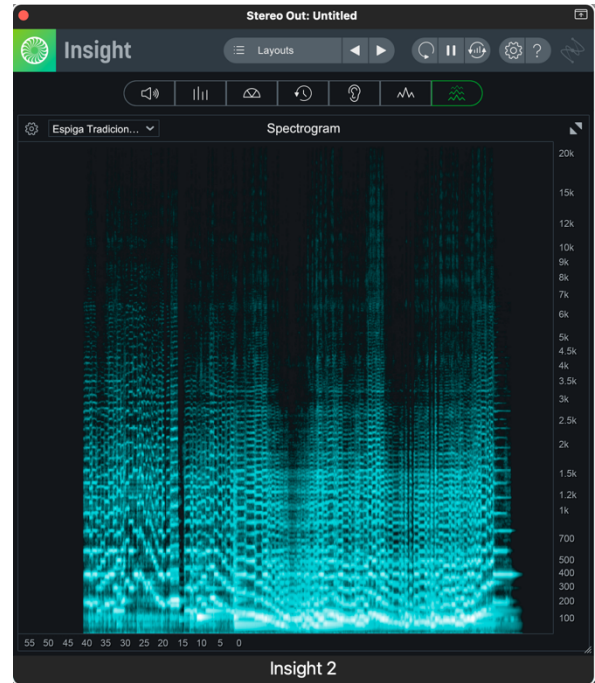 Stereo Out: Untitled
Insight
Layouts
?
Espiga Tradicion...
Spectrogram
20k
15k
12k
10k
9k
8k
7k
6k
5k
4.5k
4k
3.5k
3k
2.5k
2k
1.5k
1.2k
1k
700
500
400
300
200
100
55 50 45 40 35 30 25 20 15 10 5 0
Insight 2